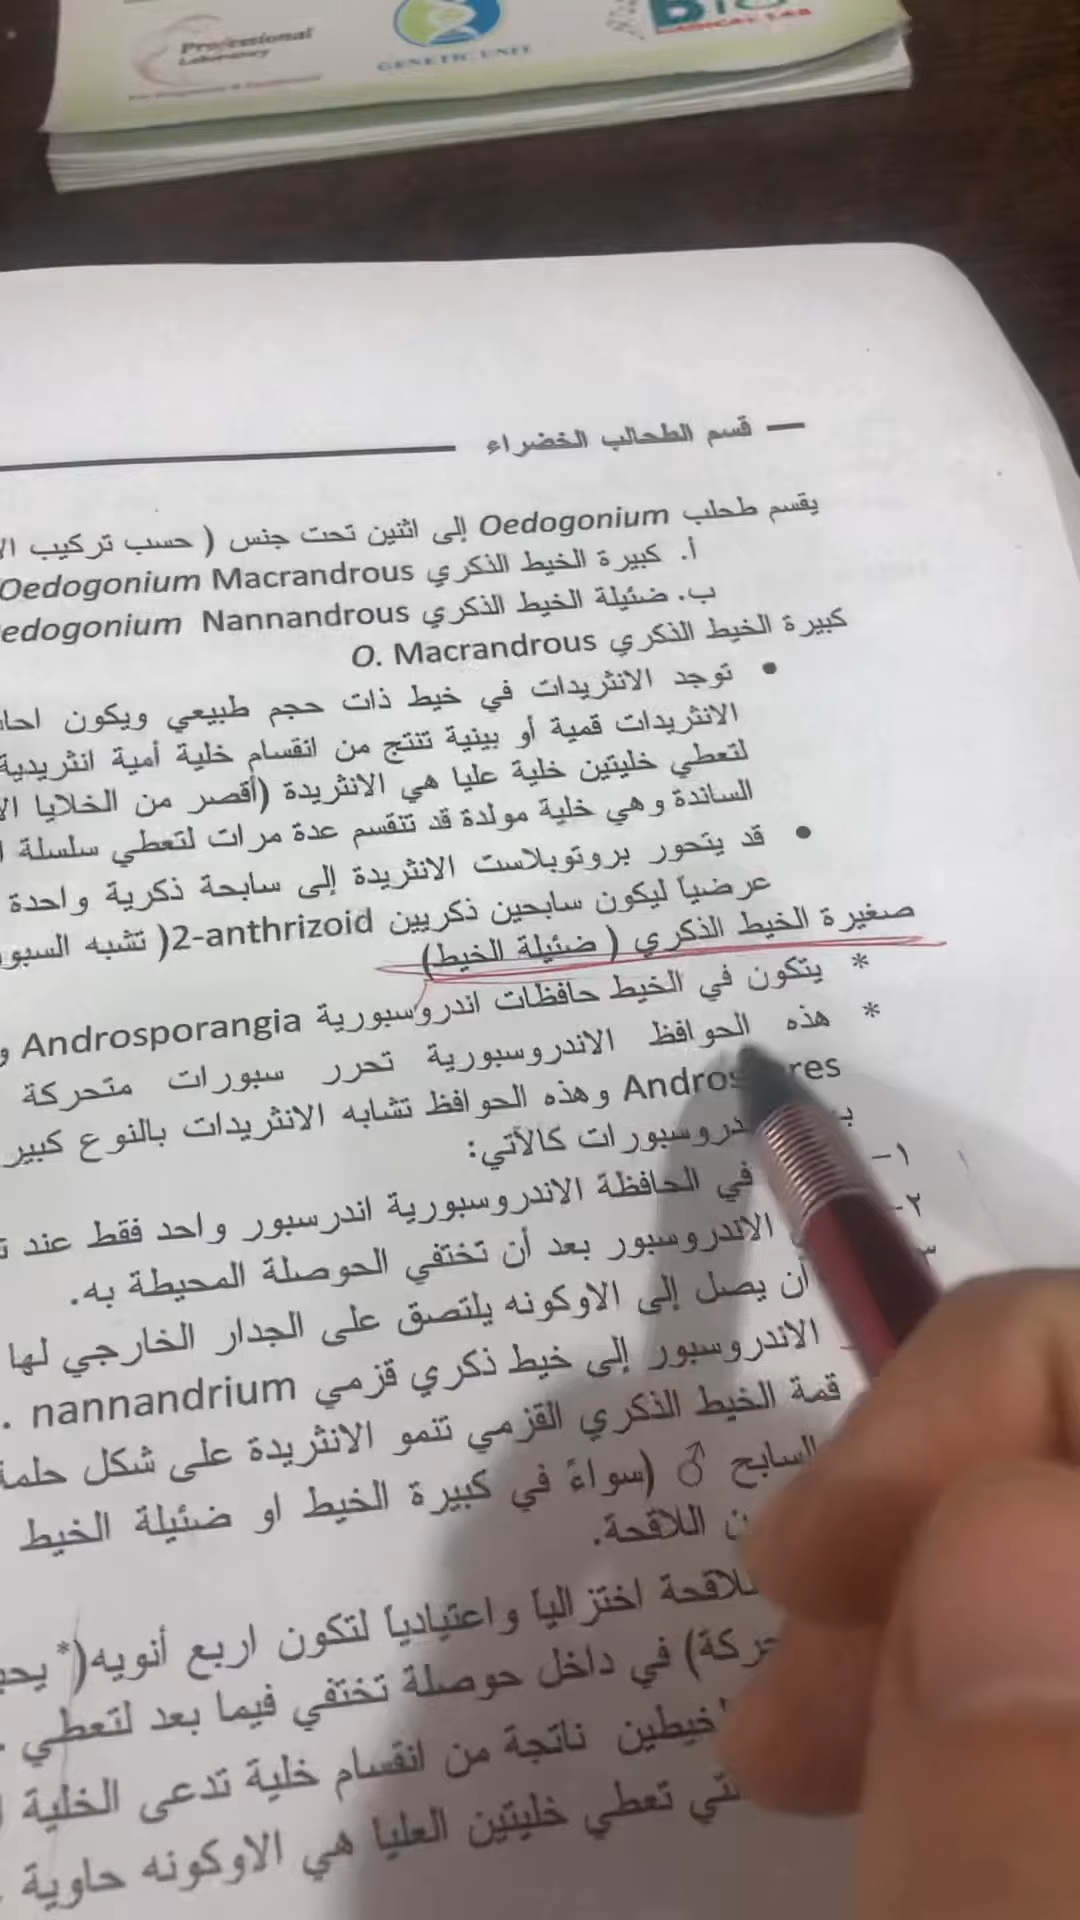 Professional
Laboratory
GENETIC UNIT
قسم الطحالب الخضراء
يقسم طحلب Oedogonium إلى اثنين تحت جنس ( حسب تركيب
أ. كبيرة الخيط الذكري Oedogonium Macrandrous
ب. ضئيلة الخيط الذكري Nannandrous
كبيرة الخيط الذكري O. Macrandrous
• توجد الانثريدات في خيط ذات حجم طبيعي ويكون
الانثريدات قمية أو بينية تنتج من انقسام خلية أمية انثريدية
لتعطي خليتين خلية عليا هي الانثريدة (أقصر من الخلايا
الساندة وهي خلية مولدة قد تنقسم عدة مرات لتعطي سلسلة
• قد يتحور بروتوبلاست الانثريدة إلى سابحة ذكرية واحدة
عرضياً ليكون سابحين ذكريين 2-anthrizoid( تشبه
صغيرة الخيط الذكري ( ضئيلة الخيط)
* يتكون في الخيط حافظات اندروسبورية Androsporangia
* هذه الحوافظ الاندروسبورية تحرر سبورات متحركة
وهذه الحوافظ تشابه الانثريدات بالنوع كبير
كالآتي:
١- في الحافظة الاندروسبورية اندرسبور واحد فقط عند
٢- الاندروسبور بعد أن تختفي الحوصلة المحيطة به.
أن يصل إلى الاوكونه يلتصق على الجدار الخارجي لها
الاندروسبور إلى خيط ذكري قزمي nannandrium .
قمة الخيط الذكري القزمي تنمو الانثريدة على شكل
السابح ♂ (سواءً في كبيرة الخيط او ضئيلة الخيط
اللاقحة.
اختزالياً واعتيادياً لتكون اربع أنويه(*
في داخل حوصلة تختفي فيما بعد لتعطي
ناتجة من انقسام خلية تدعى الخلية
تعطي خليتين العليا هي الاوكونه حاوية